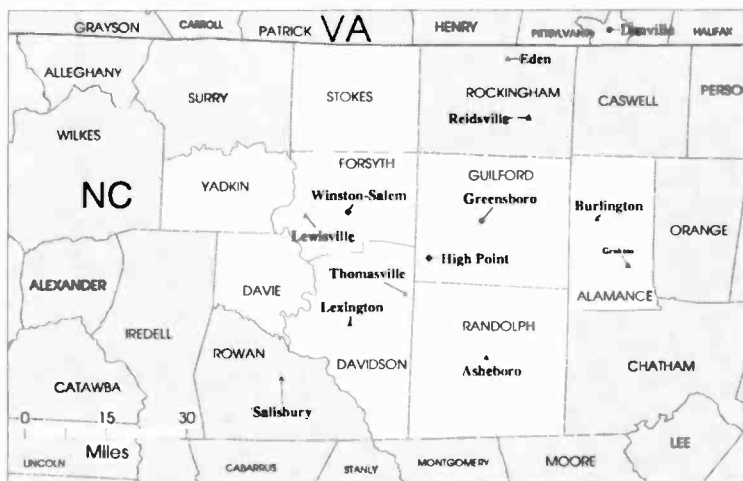 GRAYSON
CARROLL
PATRICK
VA
HENRY
PITTSYLVANIA
Danville
HALIFAX
ALLEGHANY
SURRY
STOKES
Eden
ROCKINGHAM
Reidsville
CASWELL
PERSO
WILKES
NC
YADKIN
FORSYTH
Winston-Salem
Lewisville
GUILFORD
Greensboro
High Point
Burlington
Graham
ALAMANCE
ORANGE
ALEXANDER
IREDELL
DAVIE
Thomasville
Lexington
DAVIDSON
RANDOLPH
Asheboro
CHATHAM
ROWAN
Salisbury
CATAWBA
0 15 30
Miles
LEE
LINCOLN
CABARRUS
STANLY
MONTGOMERY
MOORE